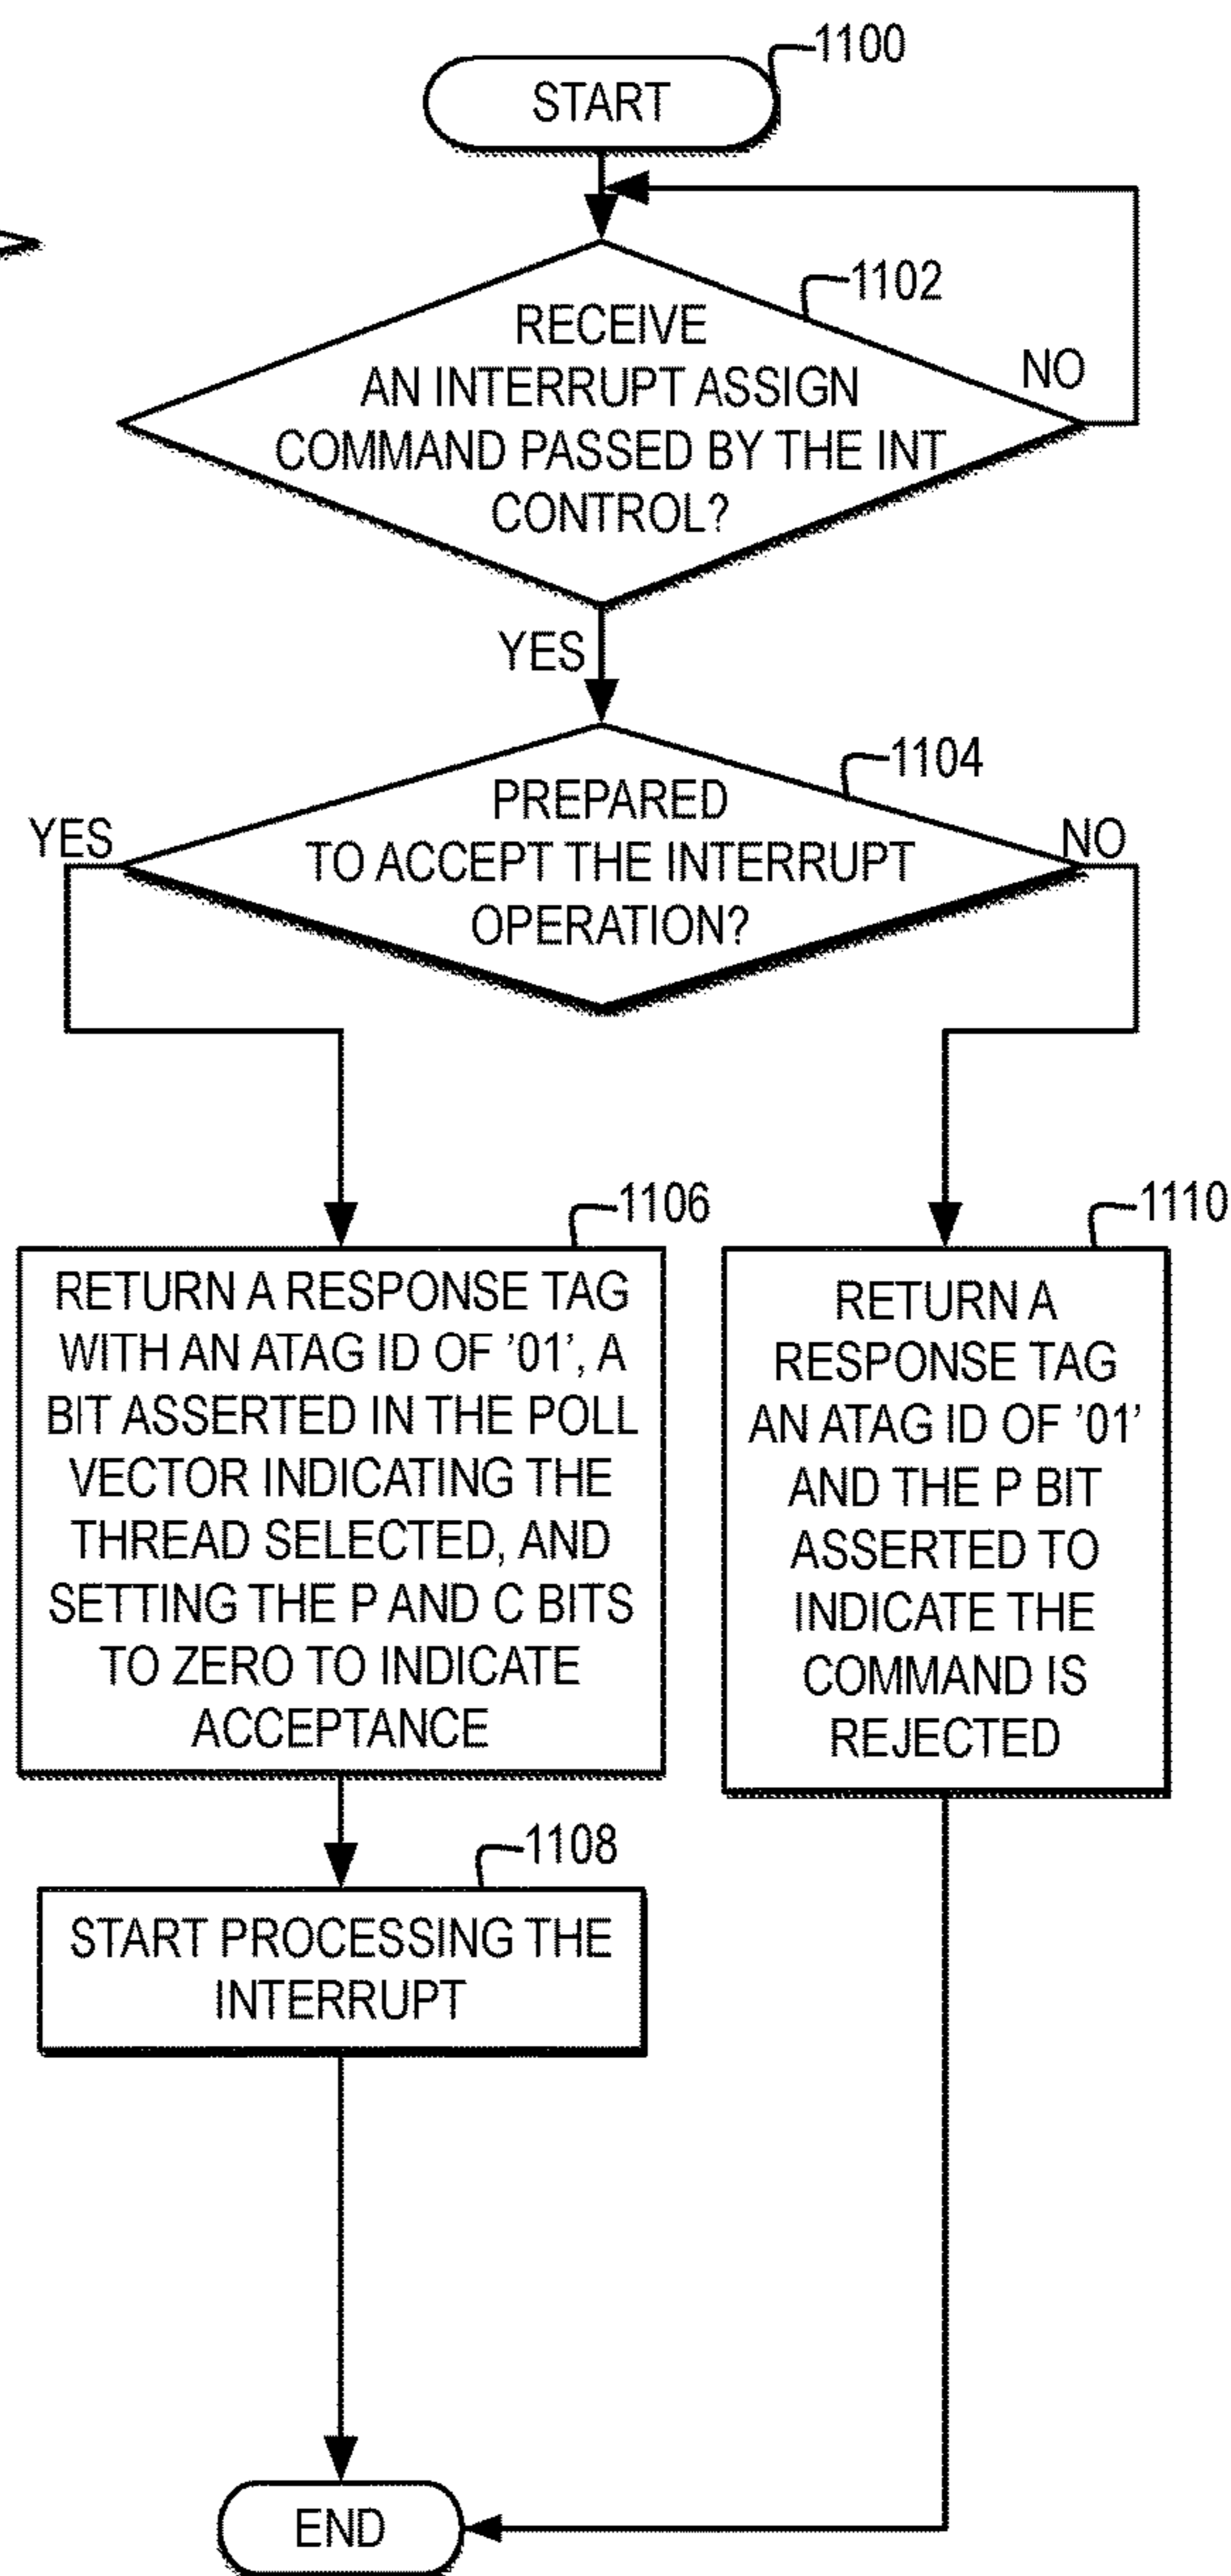 1100
START
1102
RECEIVE
AN INTERRUPT ASSIGN
COMMAND PASSED BY THE INT
CONTROL?
NO
YES
1104
PREPARED
TO ACCEPT THE INTERRUPT
OPERATION?
YES
NO
1106
RETURN A RESPONSE TAG
WITH AN ATAG ID OF '01', A
BIT ASSERTED IN THE POLL
VECTOR INDICATING THE
THREAD SELECTED, AND
SETTING THE P AND C BITS
TO ZERO TO INDICATE
ACCEPTANCE
1110
RETURN A
RESPONSE TAG
AN ATAG ID OF '01'
AND THE P BIT
ASSERTED TO
INDICATE THE
COMMAND IS
REJECTED
1108
START PROCESSING THE
INTERRUPT
END